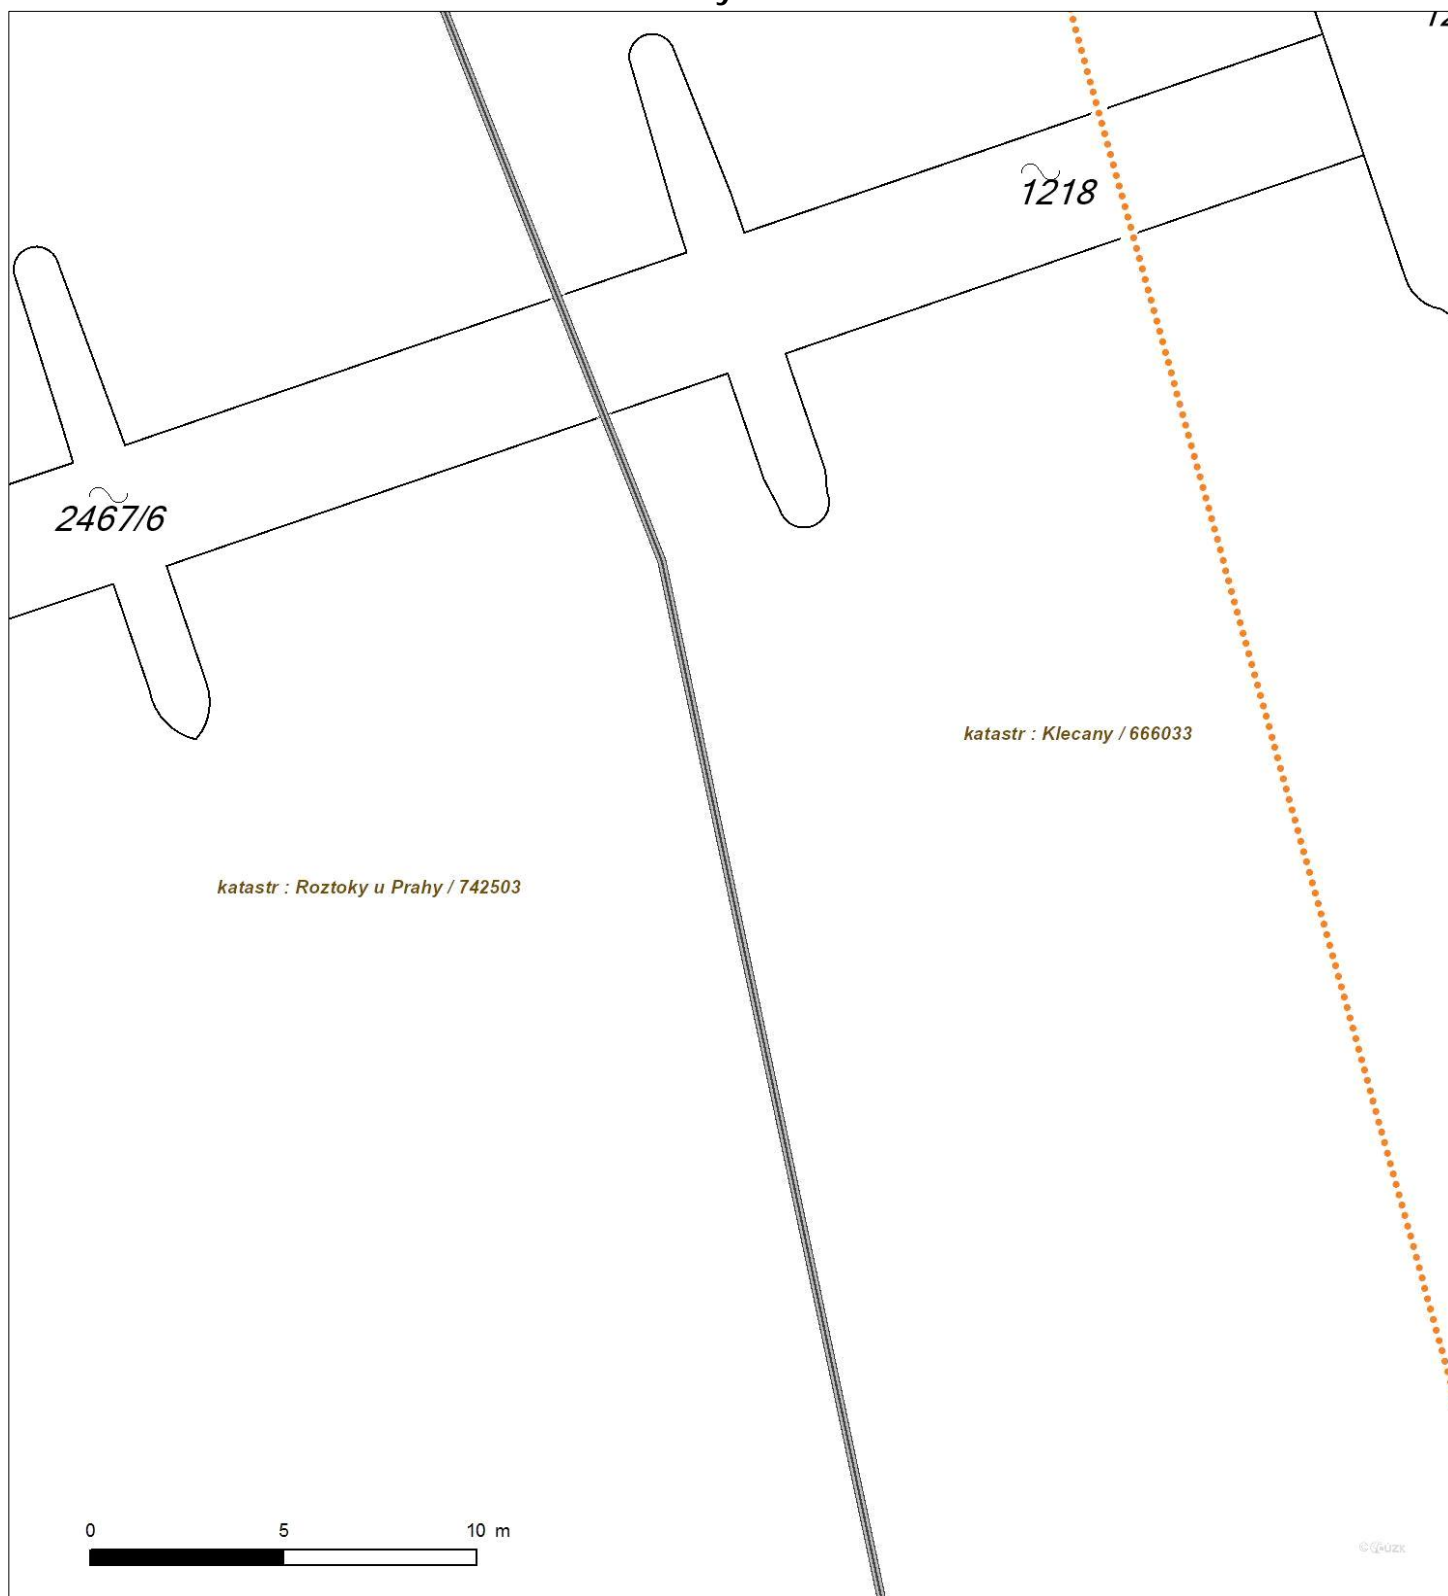 1218
2467/6
katastr : Klecany / 666033
katastr : Roztoky u Prahy / 742503
0 5 10 m